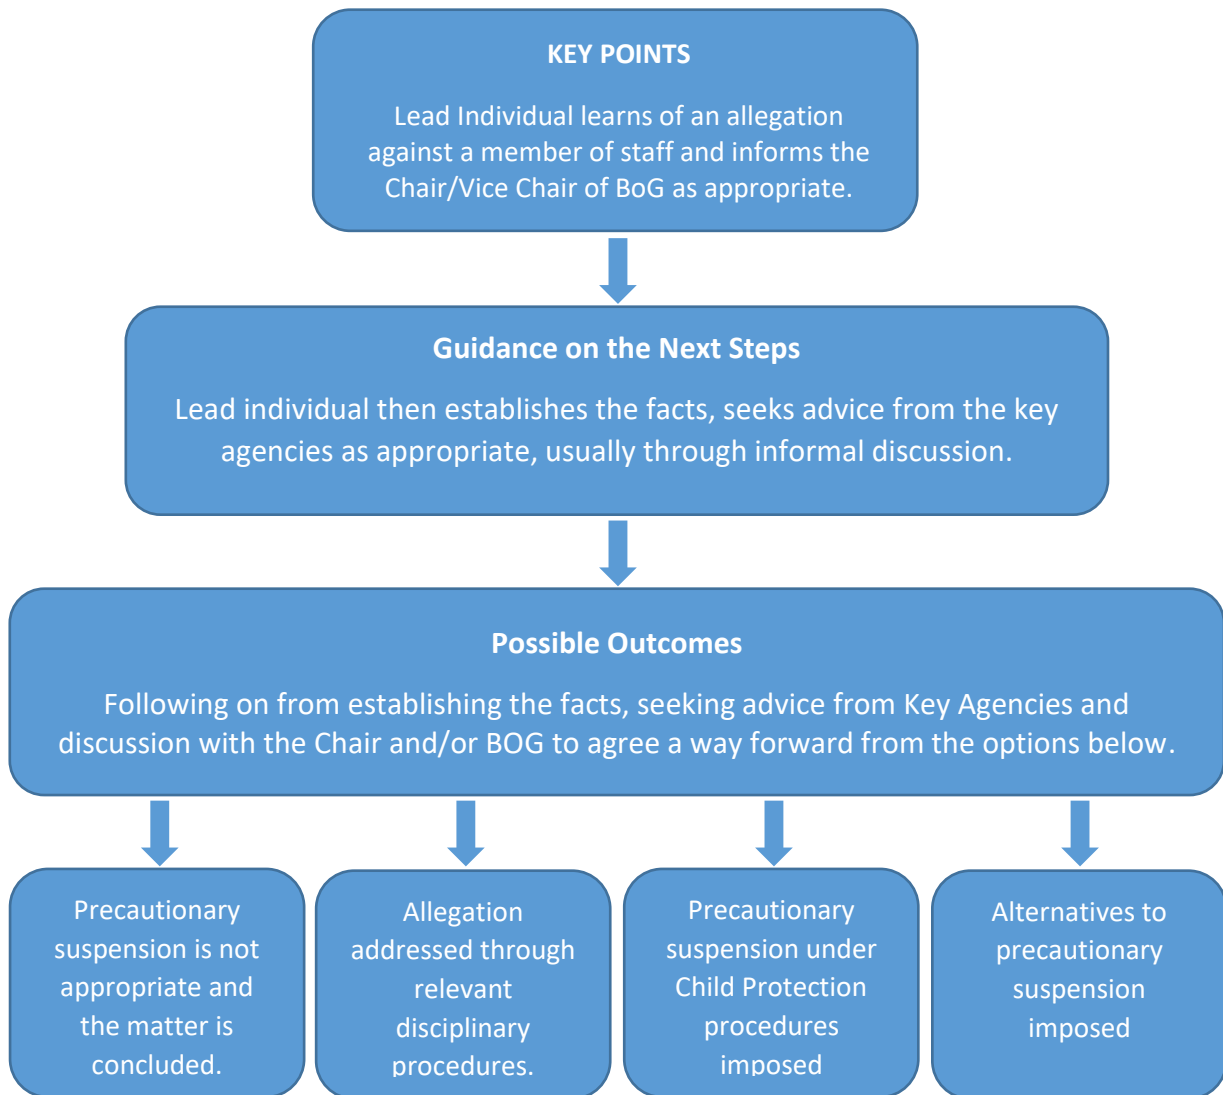 KEY POINTS
Lead Individual learns of an allegation
against a member of staff and informs the
Chair/Vice Chair of BoG as appropriate.
Guidance on the Next Steps
Lead individual then establishes the facts, seeks advice from the key
agencies as appropriate, usually through informal discussion.
Possible Outcomes
Following on from establishing the facts, seeking advice from Key Agencies and
discussion with the Chair and/or BOG to agree a way forward from the options below.
Precautionary
suspension is not
appropriate and
the matter is
concluded.
Allegation
addressed through
relevant
disciplinary
procedures.
Precautionary
suspension under
Child Protection
procedures
imposed
Alternatives to
precautionary
suspension
imposed